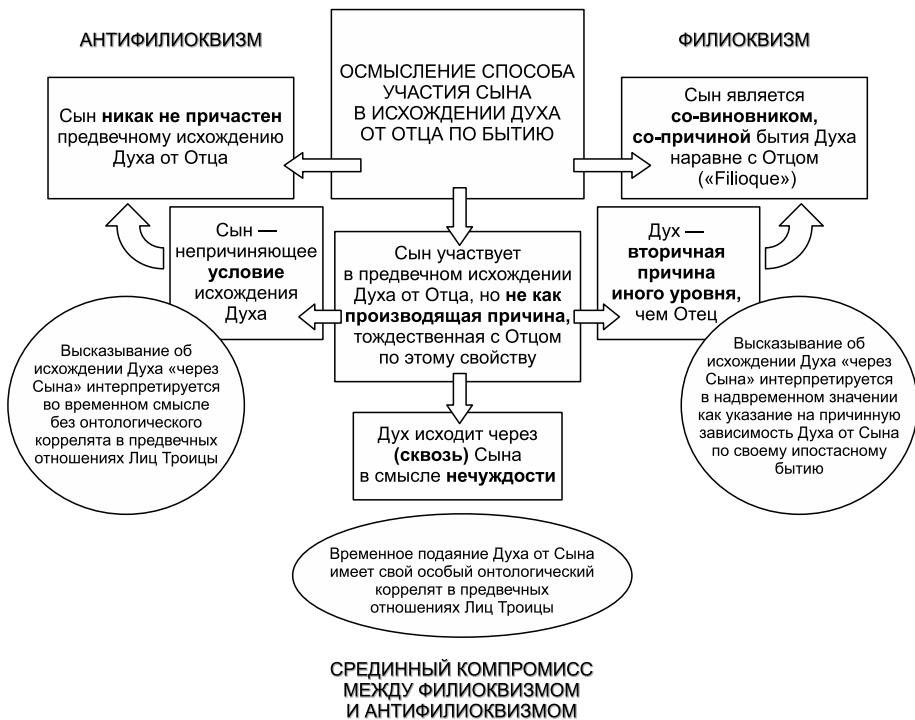 АНТИФИЛИОКВИЗМ
ФИЛИОКВИЗМ
ОСМЫСЛЕНИЕ СПОСОБА
УЧАСТИЯ СЫНА
В ИСХОЖДЕНИИ ДУХА
ОТ ОТЦА ПО БЫТИЮ
Сын никак не причастен
предвечному исхождению
Духа от Отца
Сын является
со-виновником,
со-причиной бытия Духа
наравне с Отцом
(«Filioque»)
Сын —
непричиняющее
условие
исхождения
Духа
Сын участвует
в предвечном исхождении
Духа от Отца, но не как
производящая причина,
тождественная с Отцом
по этому свойству
Дух —
вторичная
причина
иного уровня,
чем Отец
Высказывание об
исхождении Духа «через
Сына» интерпретируется
во временном смысле
без онтологического
коррелята в предвечных
отношениях Лиц Троицы
Высказывание об
исхождении Духа «через
Сына» интерпретируется
в надвременном значении
как указание на причинную
зависимость Духа от Сына
по своему ипостасному
бытию
Дух исходит через
(сквозь) Сына
в смысле нечуждости
Временное подаяние Духа от Сына
имеет свой особый онтологический
коррелят в предвечных
отношениях Лиц Троицы
СРЕДИННЫЙ КОМПРОМИСС
МЕЖДУ ФИЛИОКВИЗМОМ
И АНТИФИЛИОКВИЗМОМ